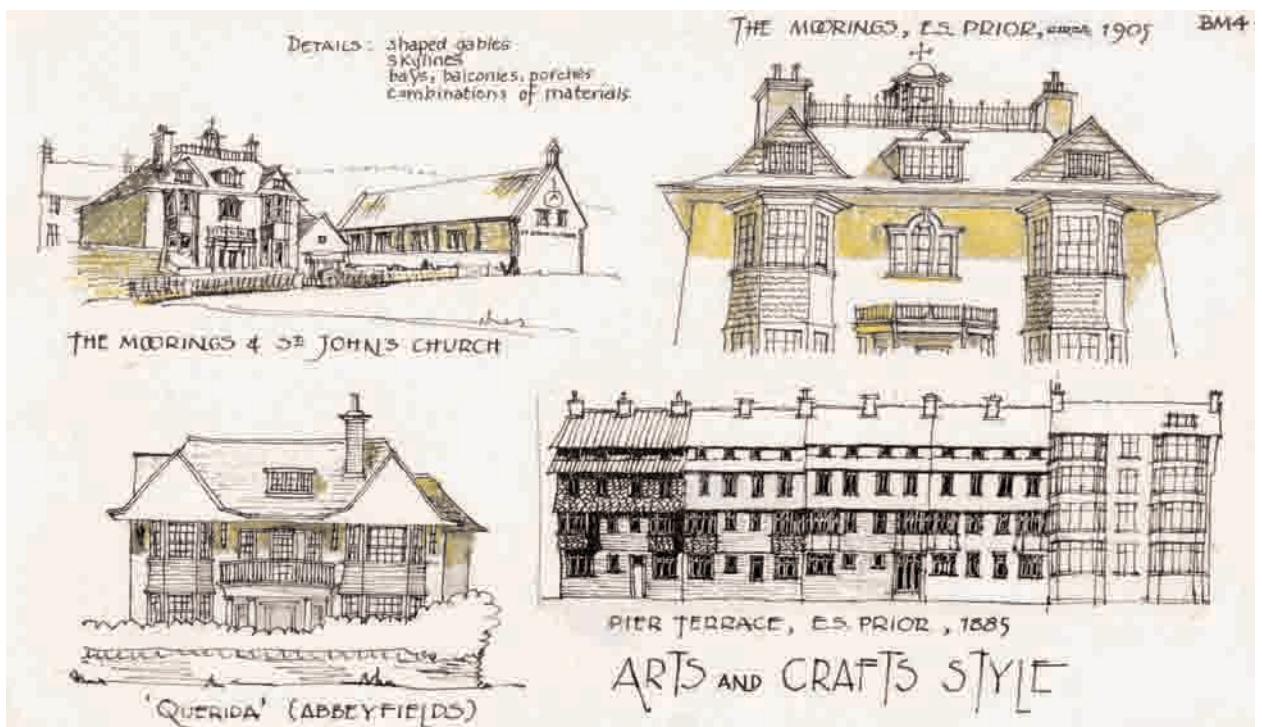 DETAILS: shaped gables
skylines
bays, balconies, porches
combinations of materials
THE MOORINGS, E.S. PRIOR, circa 1905
BM4
THE MOORINGS & ST JOHN'S CHURCH
'QUERIDA' (ABBEYFIELDS)
PIER TERRACE, E.S. PRIOR, 1885
ARTS AND CRAFTS STYLE